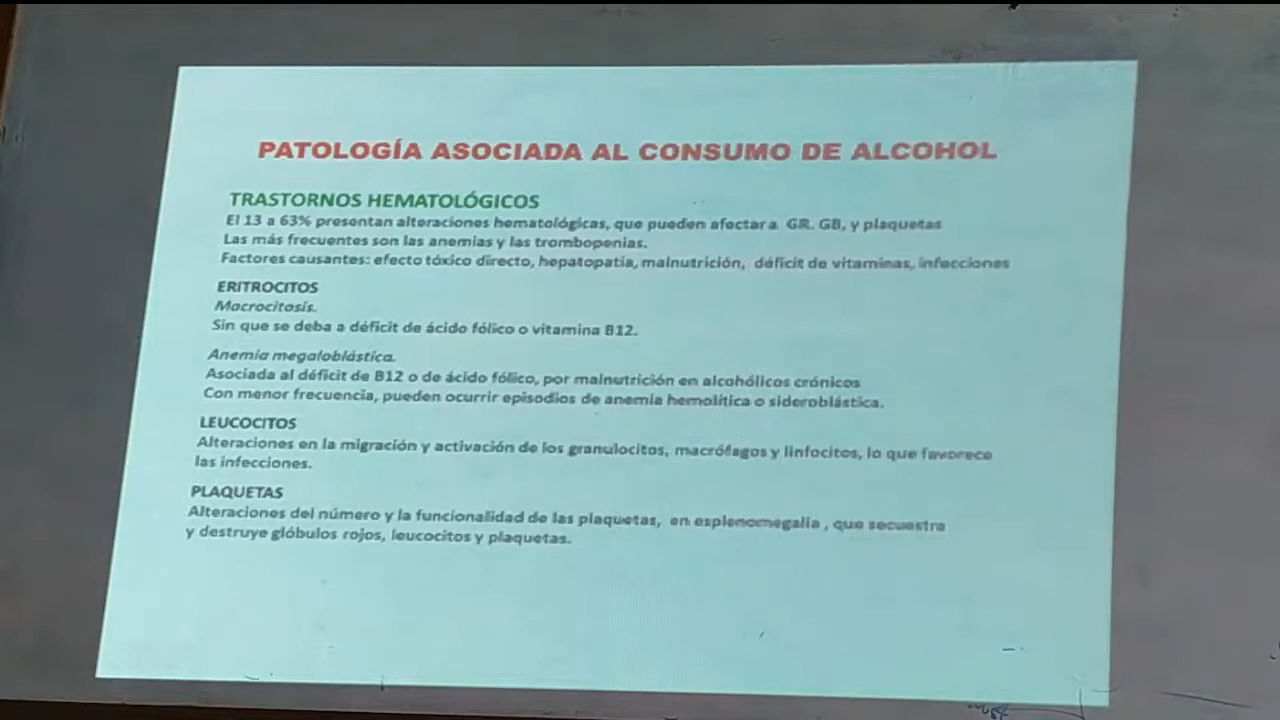 PATOLOGÍA ASOCIADA AL CONSUMO DE ALCOHOL
TRASTORNOS HEMATOLÓGICOS
El 13 a 63% presentan alteraciones hematológicas, que pueden afectar a GR. GB, y plaquetas
Las más frecuentes son las anemias y las trombopenias.
Factores causantes: efecto tóxico directo, hepatopatia, malnutrición, déficit de vitaminas, infecciones
ERITROCITOS
Macrocitosis.
Sin que se deba a déficit de ácido fólico o vitamina B12.
Anemia megaloblástica.
Asociada al déficit de B12 o de ácido fólico, por malnutrición en alcohólicos crónicos
Con menor frecuencia, pueden ocurrir episodios de anemia hemolítica o sideroblástica.
LEUCOCITOS
Alteraciones en la migración y activación de los granulocitos, macrófagos y linfocitos, lo que favorece
las infecciones.
PLAQUETAS
Alteraciones del número y la funcionalidad de las plaquetas, en esplenomegalia , que secuestra
y destruye glóbulos rojos, leucocitos y plaquetas.